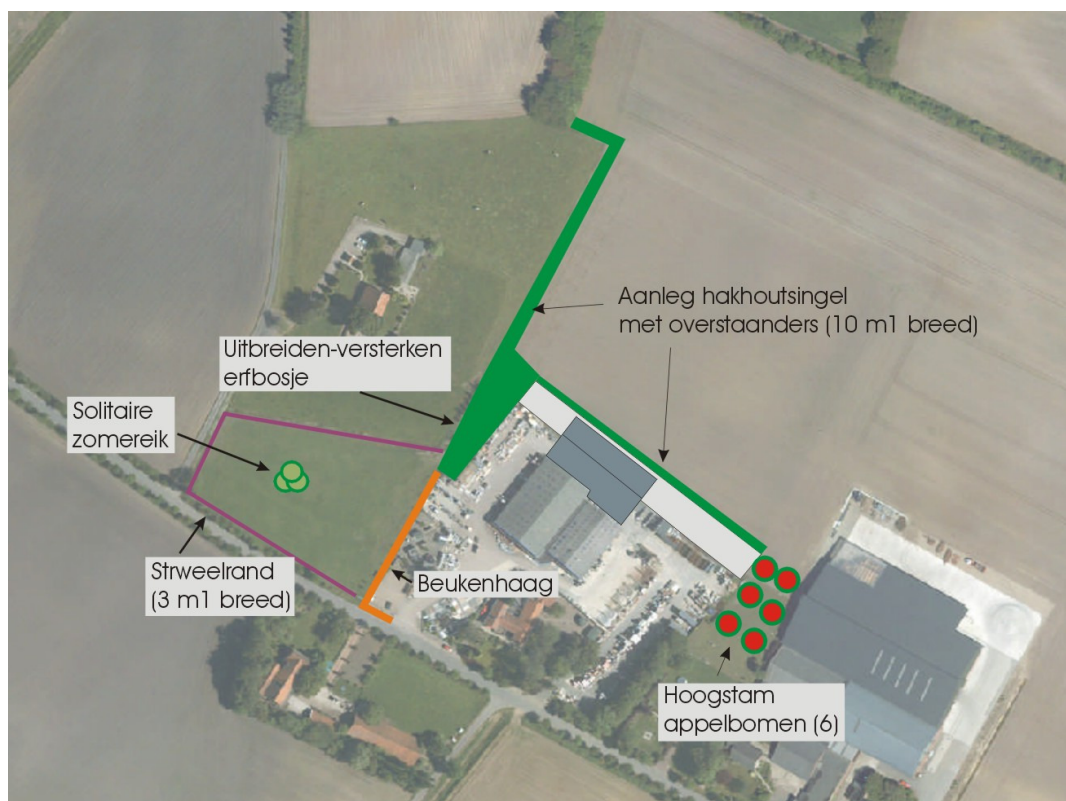 Aanleg hakhoutsingel
met overstaanders (10 m1 breed)
Uitbreiden-versterken
erfbosje
Solitaire
zomereik
Strweelrand
(3 m1 breed)
Beukenhaag
Hoogstam
appelbomen (6)